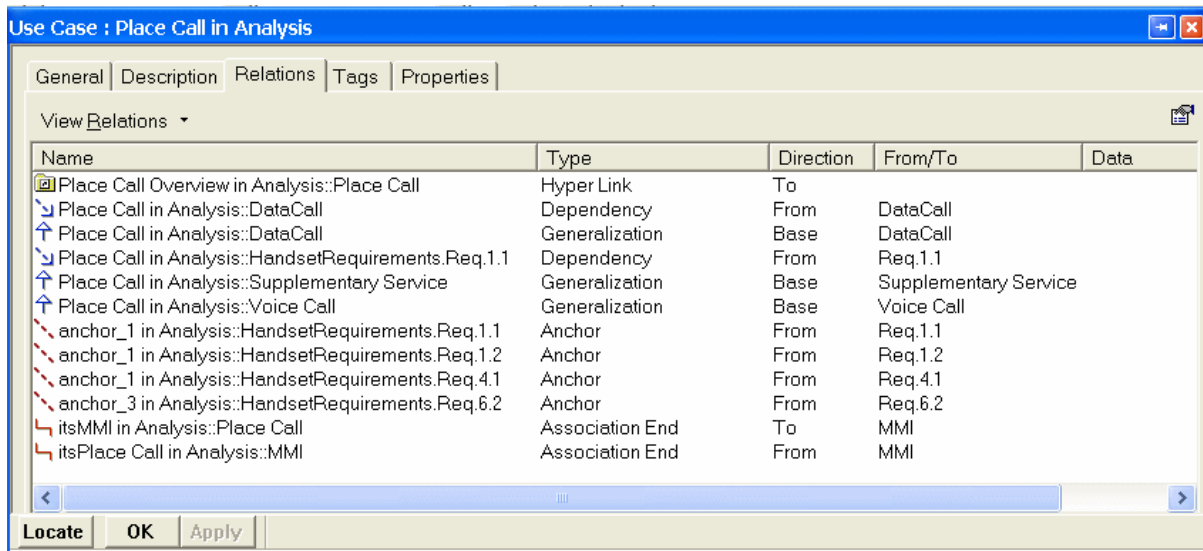 Use Case : Place Call in Analysis
General Description Relations Tags Properties
View Relations
Name Type Direction From/To Data
Place Call Overview in Analysis::Place Call Hyper Link To
Place Call in Analysis::DataCall Dependency From DataCall
Place Call in Analysis::DataCall Generalization Base DataCall
Place Call in Analysis::HandsetRequirements.Req.1.1 Dependency From Req.1.1
Place Call in Analysis::Supplementary Service Generalization Base Supplementary Service
Place Call in Analysis::Voice Call Generalization Base Voice Call
anchor_1 in Analysis::HandsetRequirements.Req.1.1 Anchor From Req.1.1
anchor_1 in Analysis::HandsetRequirements.Req.1.2 Anchor From Req.1.2
anchor_1 in Analysis::HandsetRequirements.Req.4.1 Anchor From Req.4.1
anchor_3 in Analysis::HandsetRequirements.Req.6.2 Anchor From Req.6.2
itsMMI in Analysis::Place Call Association End To MMI
itsPlace Call in Analysis::MMI Association End From MMI
Locate OK Apply